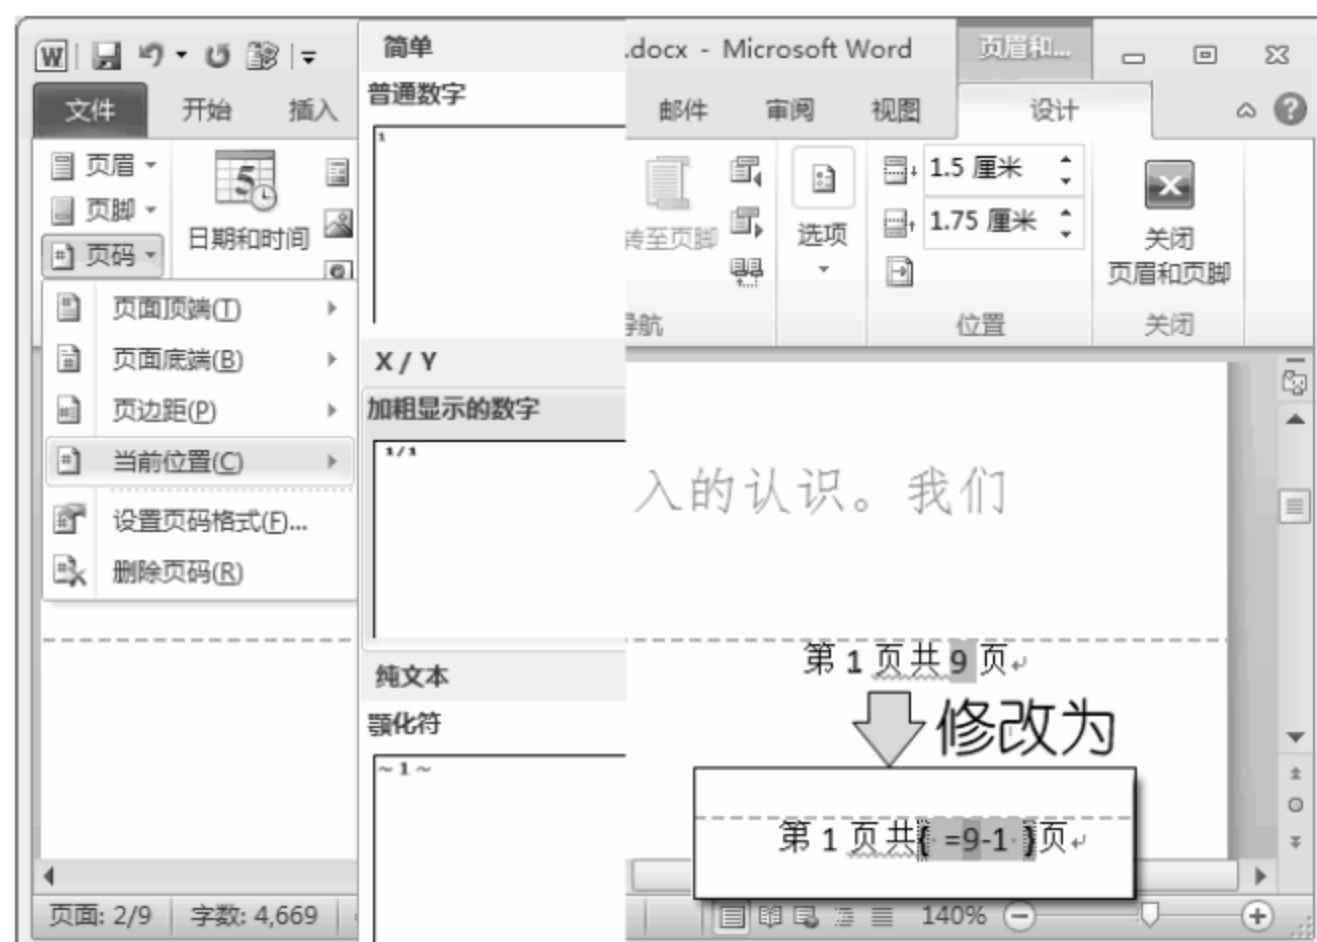 简单
.docx - Microsoft Word
页眉和...
文件
开始
插入
普通数字
邮件
审阅
视图
设计
1
页眉
页脚
页码
5
日期和时间
转至页脚
选项
1.5 厘米
1.75 厘米
关闭
页眉和页脚
导航
位置
关闭
页面顶端(T)
页面底端(B)
页边距(P)
当前位置(C)
设置页码格式(F)...
删除页码(R)
X / Y
加粗显示的数字
1/1
纯文本
颚化符
~ 1 ~
入的认识。我们
第 1 页共 9 页
修改为
第 1 页共{ =9-1 }页
页面: 2/9
字数: 4,669
140%